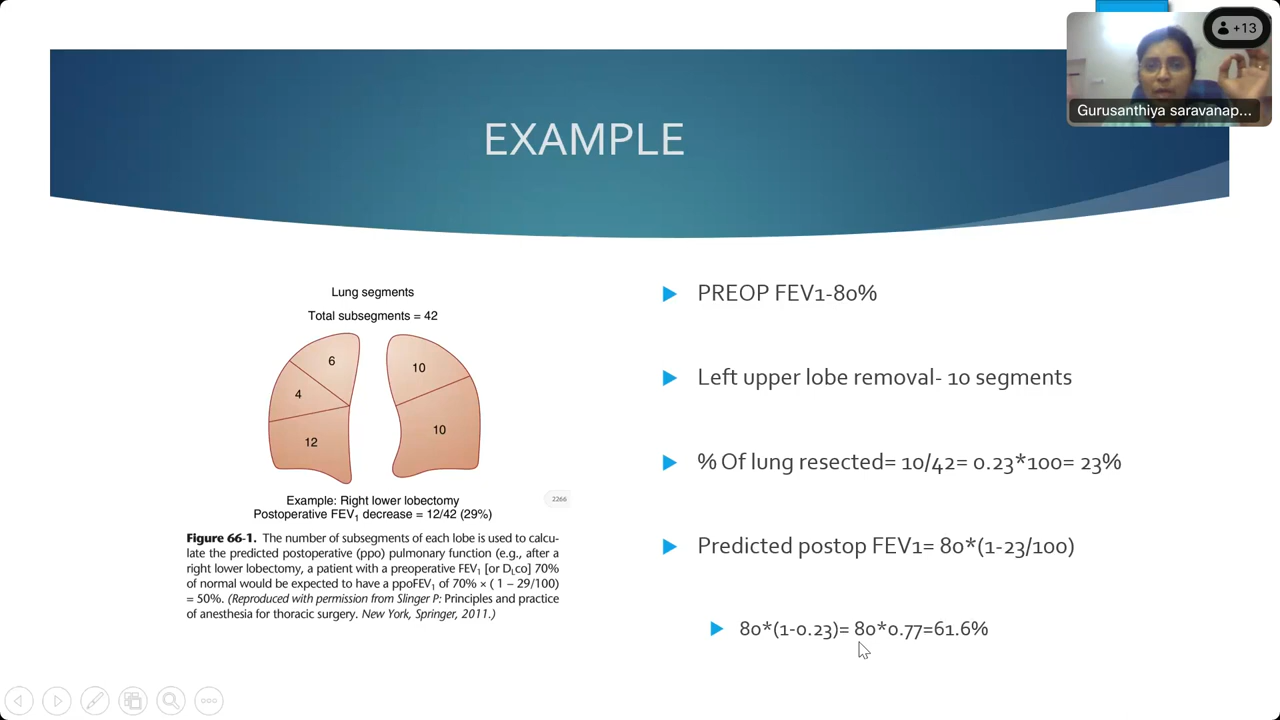 +13
Gurusanthiya saravanap...
EXAMPLE
Lung segments
Total subsegments = 42
6
4
12
10
10
Example: Right lower lobectomy
Postoperative FEV1 decrease = 12/42 (29%)
2266
Figure 66-1. The number of subsegments of each lobe is used to calcu-
late the predicted postoperative (ppo) pulmonary function (e.g., after a
right lower lobectomy, a patient with a preoperative FEV1 [or DLco] 70%
of normal would be expected to have a ppoFEV1 of 70% × ( 1 – 29/100)
= 50%. (Reproduced with permission from Slinger P: Principles and practice
of anesthesia for thoracic surgery. New York, Springer, 2011.)
PREOP FEV1-80%
Left upper lobe removal- 10 segments
% Of lung resected= 10/42= 0.23*100= 23%
Predicted postop FEV1= 80*(1-23/100)
80*(1-0.23)= 80*0.77=61.6%